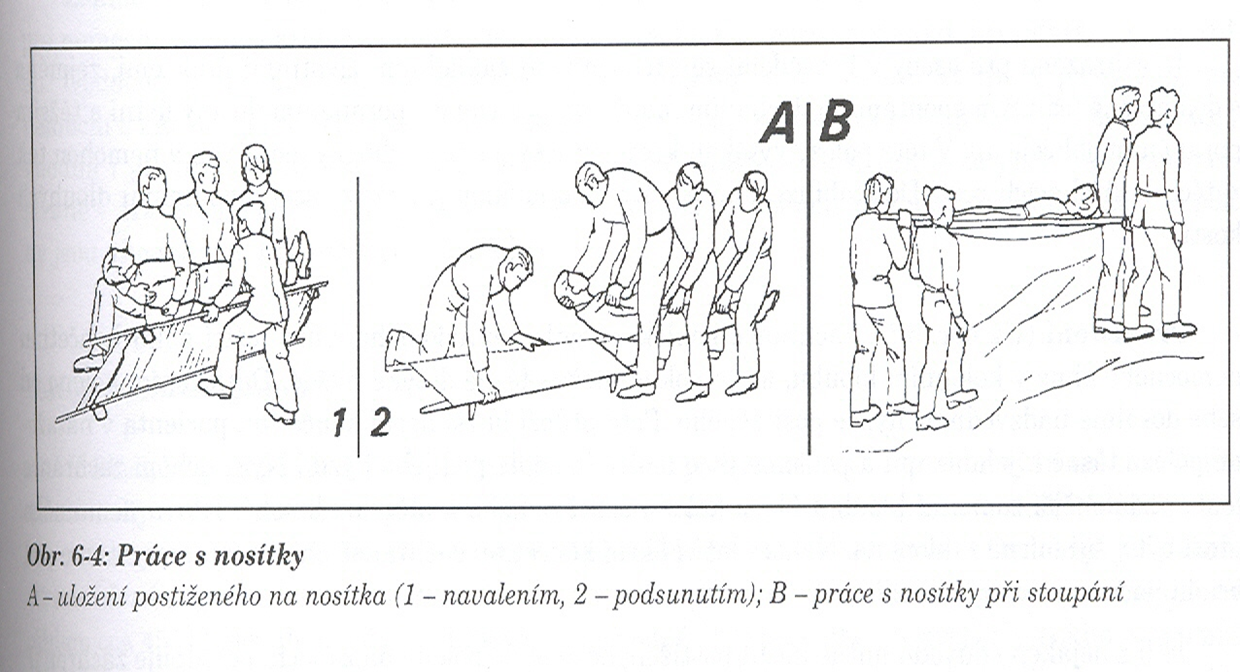 A B
1 2
Obr. 6-4: Práce s nosítky
A – uložení postiženého na nosítka (1 – navalením, 2 – podsunutím); B – práce s nosítky při stoupání